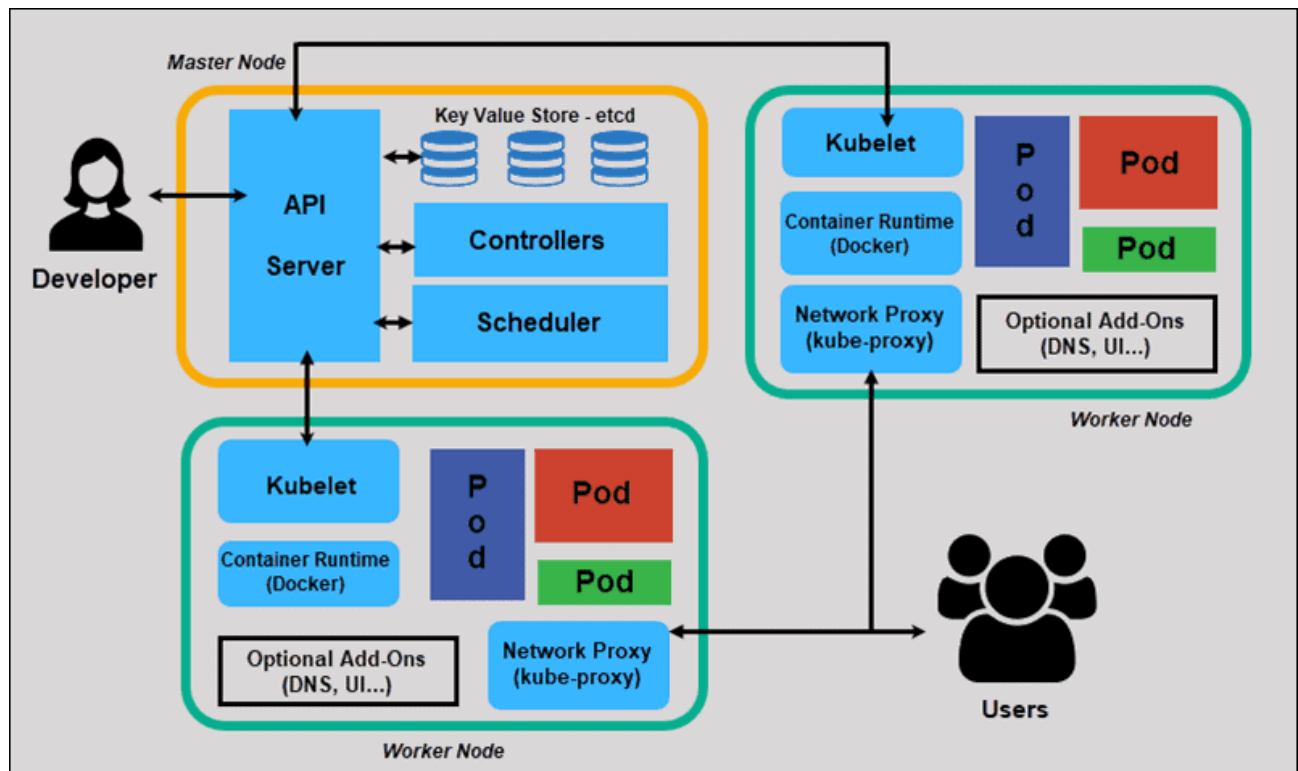 Master Node
Key Value Store - etcd
API
Server
Controllers
Scheduler
Developer
Kubelet
Container Runtime
(Docker)
Network Proxy
(kube-proxy)
P
o
d
Pod
Pod
Optional Add-Ons
(DNS, UI...)
Worker Node
Kubelet
Container Runtime
(Docker)
P
o
d
Pod
Pod
Optional Add-Ons
(DNS, UI...)
Network Proxy
(kube-proxy)
Worker Node
Users